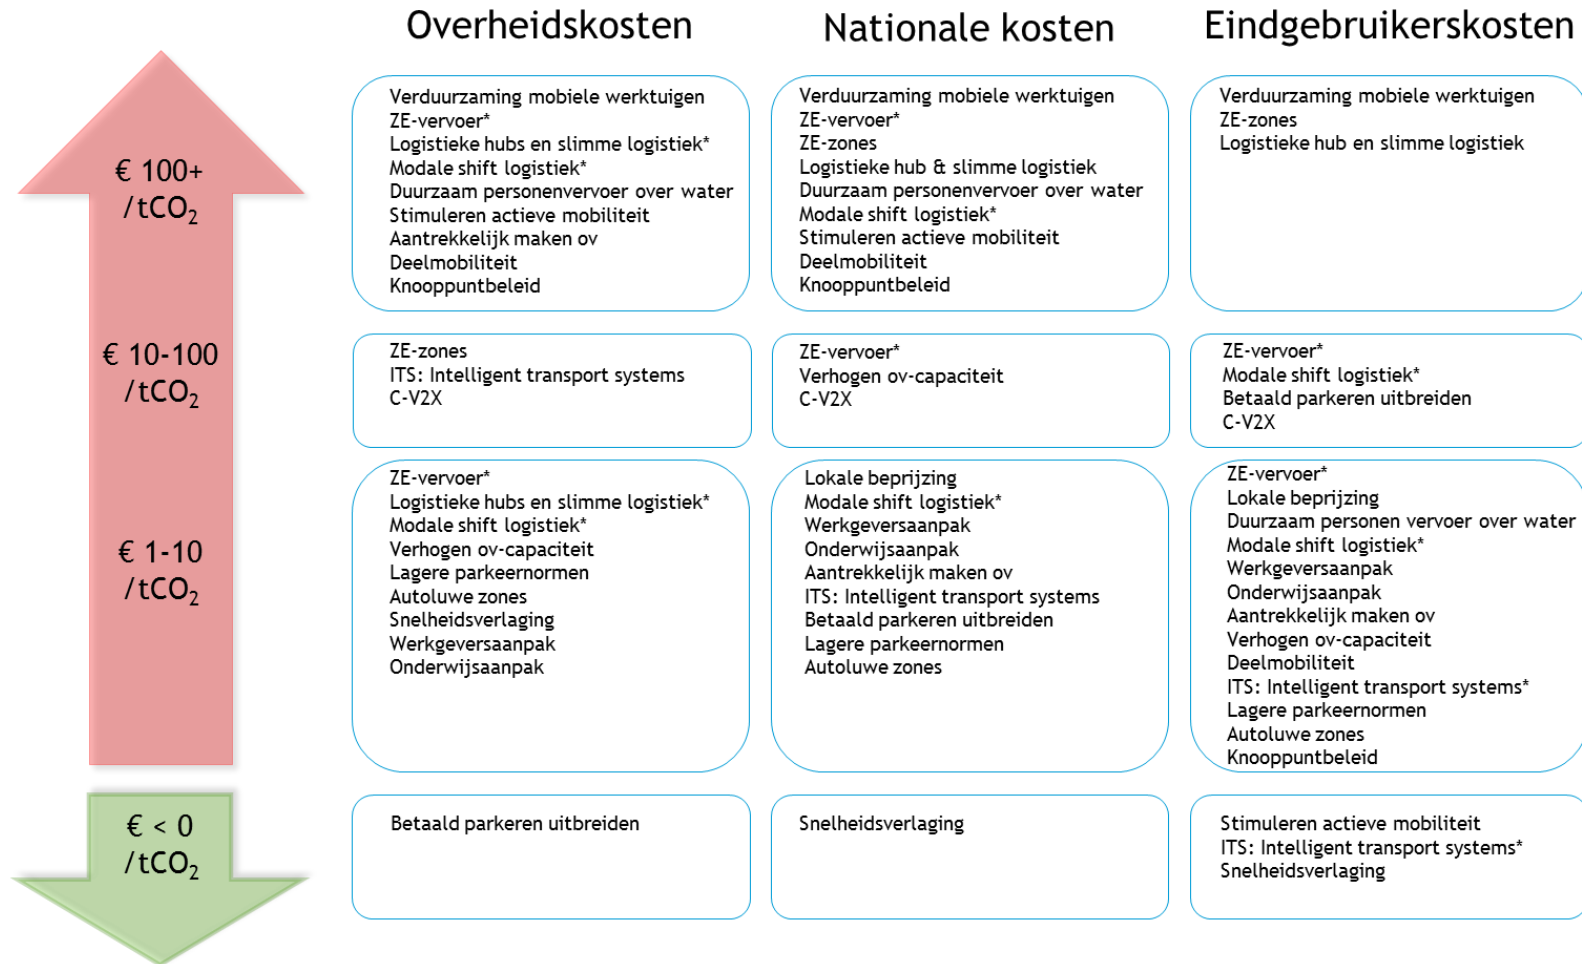 Overheidskosten
Nationale kosten
Eindgebruikerskosten
€ 100+
/tCO₂
Verduurzaming mobiele werktuigen
ZE-vervoer*
Logistieke hubs en slimme logistiek*
Modale shift logistiek*
Duurzaam personenvervoer over water
Stimuleren actieve mobiliteit
Aantrekkelijk maken ov
Deelmobiliteit
Knooppuntbeleid
Verduurzaming mobiele werktuigen
ZE-vervoer*
ZE-zones
Logistieke hub & slimme logistiek
Duurzaam personenvervoer over water
Modale shift logistiek*
Stimuleren actieve mobiliteit
Deelmobiliteit
Knooppuntbeleid
Verduurzaming mobiele werktuigen
ZE-zones
Logistieke hub en slimme logistiek
€ 10-100
/tCO₂
ZE-zones
ITS: Intelligent transport systems
C-V2X
ZE-vervoer*
Verhogen ov-capaciteit
C-V2X
ZE-vervoer*
Modale shift logistiek*
Betaald parkeren uitbreiden
C-V2X
€ 1-10
/tCO₂
ZE-vervoer*
Logistieke hubs en slimme logistiek*
Modale shift logistiek*
Verhogen ov-capaciteit
Lagere parkeernormen
Autoluwe zones
Snelheidsverlaging
Werkgeversaanpak
Onderwijsaanpak
Lokale beprijzing
Modale shift logistiek*
Werkgeversaanpak
Onderwijsaanpak
Aantrekkelijk maken ov
ITS: Intelligent transport systems
Betaald parkeren uitbreiden
Lagere parkeernormen
Autoluwe zones
ZE-vervoer*
Lokale beprijzing
Duurzaam personen vervoer over water
Modale shift logistiek*
Werkgeversaanpak
Onderwijsaanpak
Aantrekkelijk maken ov
Verhogen ov-capaciteit
Deelmobiliteit
ITS: Intelligent transport systems*
Lagere parkeernormen
Autoluwe zones
Knooppuntbeleid
€ < 0
/tCO₂
Betaald parkeren uitbreiden
Snelheidsverlaging
Stimuleren actieve mobiliteit
ITS: Intelligent transport systems*
Snelheidsverlaging